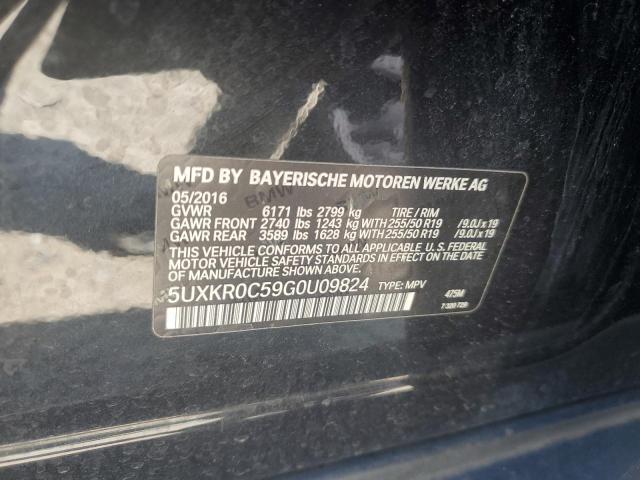 MFD BY BAYERISCHE MOTOREN WERKE AG
05/2016
GVWR 6171 lbs 2799 kg TIRE / RIM
GAWR FRONT 2740 lbs 1243 kg WITH 255/50 R19 /9.0J x 19
GAWR REAR 3589 lbs 1628 kg WITH 255/50 R19 /9.0J x 19
THIS VEHICLE CONFORMS TO ALL APPLICABLE U.S. FEDERAL
MOTOR VEHICLE SAFETY STANDARDS IN EFFECT ON THE DATE OF
MANUFACTURE SHOWN ABOVE.
5UXKR0C59G0U09824 TYPE: MPV 475M
7 320 729